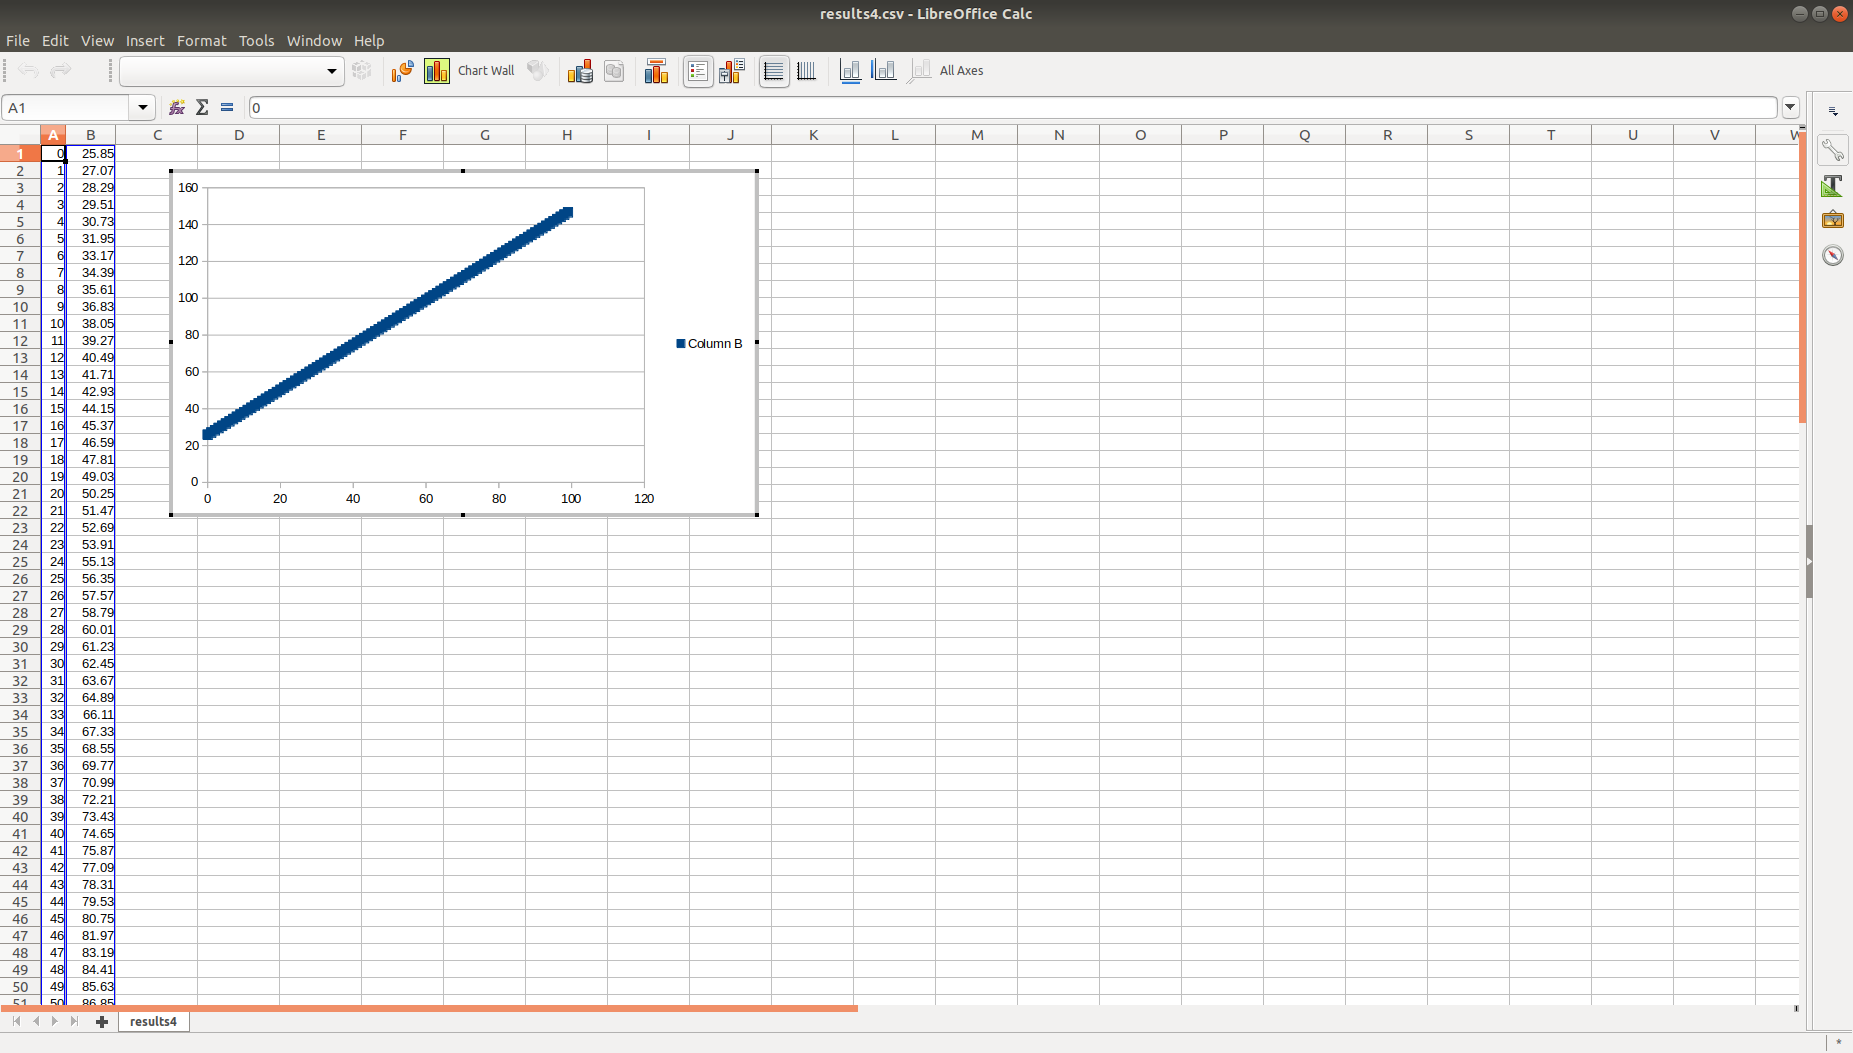 results4.csv - LibreOffice Calc
File Edit View Insert Format Tools Window Help
Chart Wall All Axes
A1 0
A B C D E F G H I J K L M N O P Q R S T U V W
1 0 25.85
2 1 27.07
3 2 28.29
4 3 29.51
5 4 30.73
6 5 31.95
7 6 33.17
8 7 34.39
9 8 35.61
10 9 36.83
11 10 38.05
12 11 39.27
13 12 40.49
14 13 41.71
15 14 42.93
16 15 44.15
17 16 45.37
18 17 46.59
19 18 47.81
20 19 49.03
21 20 50.25
22 21 51.47
23 22 52.69
24 23 53.91
25 24 55.13
26 25 56.35
27 26 57.57
28 27 58.79
29 28 60.01
30 29 61.23
31 30 62.45
32 31 63.67
33 32 64.89
34 33 66.11
35 34 67.33
36 35 68.55
37 36 69.77
38 37 70.99
39 38 72.21
40 39 73.43
41 40 74.65
42 41 75.87
43 42 77.09
44 43 78.31
45 44 79.53
46 45 80.75
47 46 81.97
48 47 83.19
49 48 84.41
50 49 85.63
51 50 86.85
160
140
120
100
80
60
40
20
0
0 20 40 60 80 100 120
Column B
results4